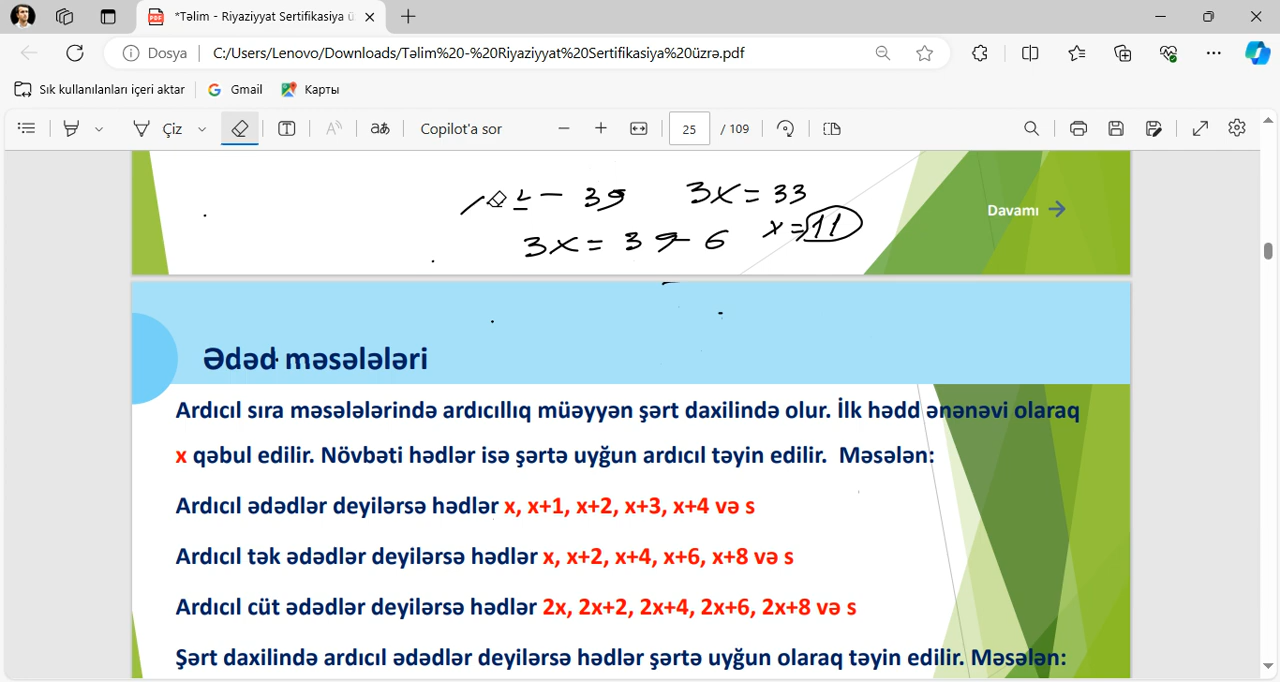 *Təlim - Riyaziyyat Sertifikasiya ü
Dosya
C:/Users/Lenovo/Downloads/Təlim%20-%20Riyaziyyat%20Sertifikasiya%20üzrə.pdf
Sık kullanılanları içeri aktar
Gmail
Карты
Çiz
aあ
Copilot'a sor
25 / 109
- 39
3x = 33
x = 11
3x = 39 - 6
Davamı
Ədəd məsələləri
Ardıcıl sıra məsələlərində ardıcıllıq müəyyən şərt daxilində olur. İlk hədd ənənəvi olaraq
x qəbul edilir. Növbəti hədlər isə şərtə uyğun ardıcıl təyin edilir. Məsələn:
Ardıcıl ədədlər deyilərsə hədlər x, x+1, x+2, x+3, x+4 və s
Ardıcıl tək ədədlər deyilərsə hədlər x, x+2, x+4, x+6, x+8 və s
Ardıcıl cüt ədədlər deyilərsə hədlər 2x, 2x+2, 2x+4, 2x+6, 2x+8 və s
Şərt daxilində ardıcıl ədədlər deyilərsə hədlər şərtə uyğun olaraq təyin edilir. Məsələn: